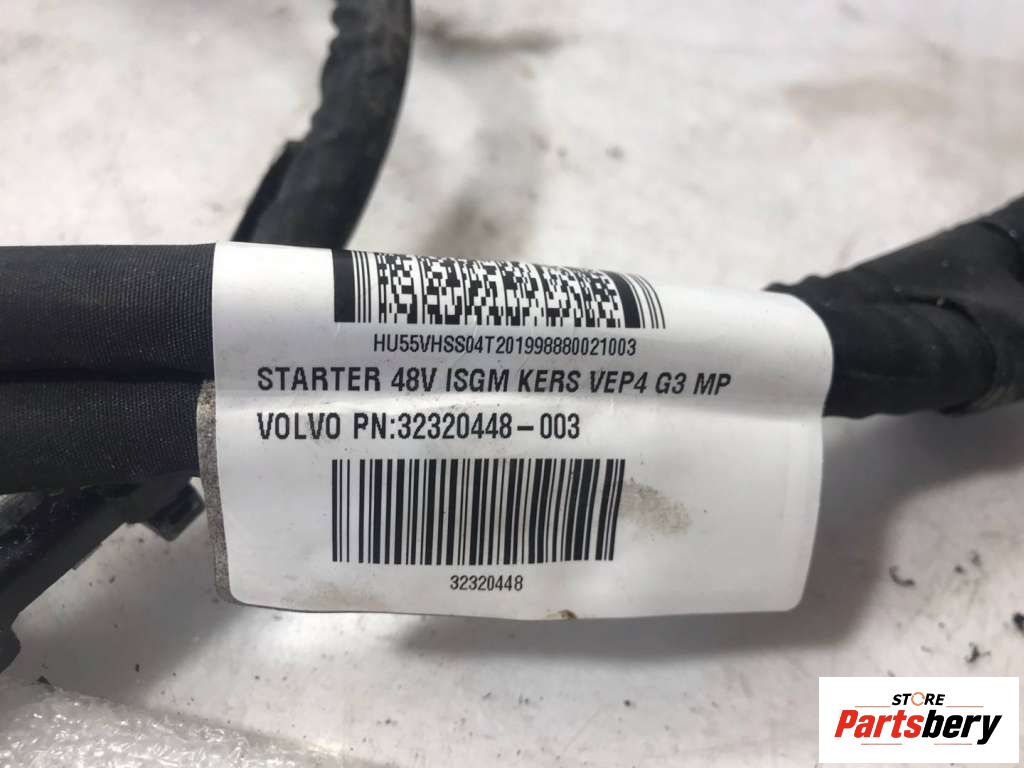 HU55VHSS04T201998880021003
STARTER 48V ISGM KERS VEP4 G3 MP
VOLVO PN:32320448-003
32320448
STORE
Partsbery